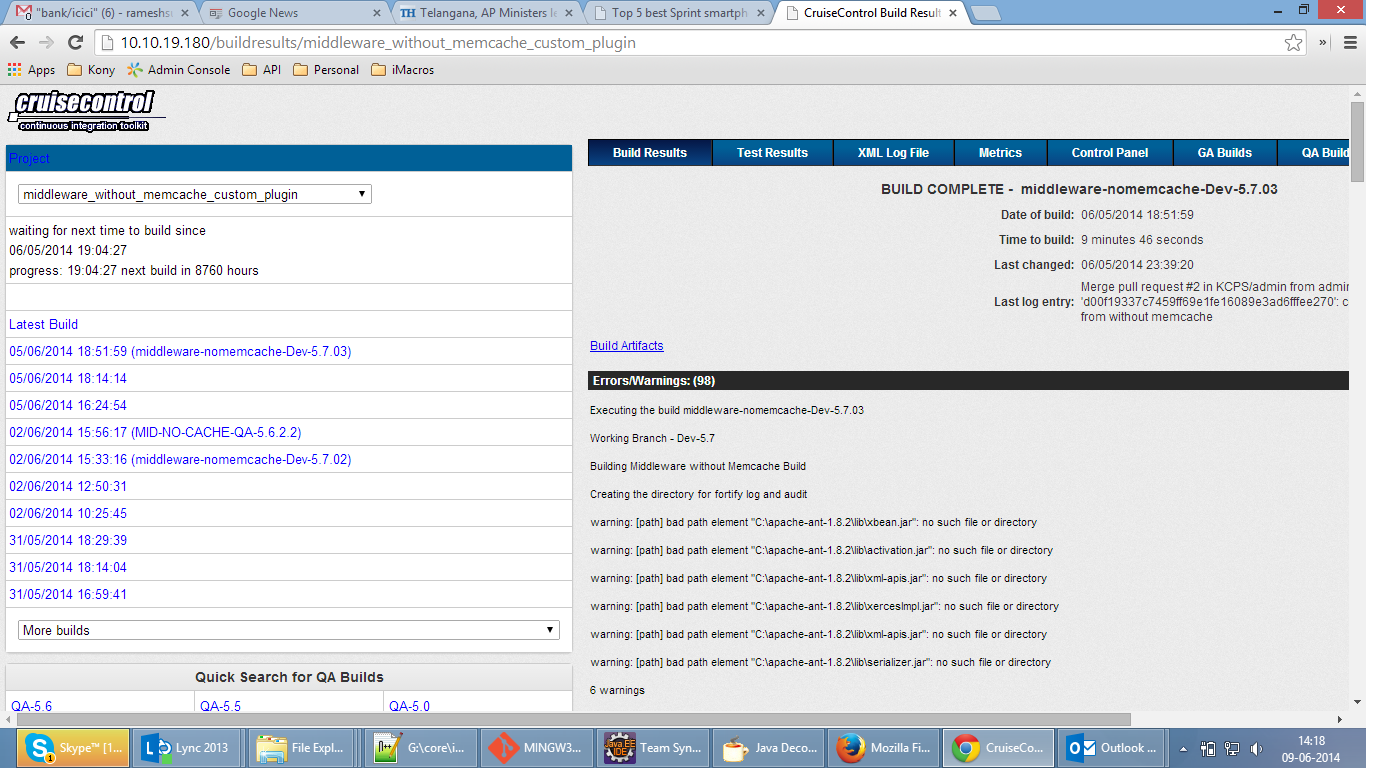 "bank/icici" (6) - rameshs
Google News
Telangana, AP Ministers le
Top 5 best Sprint smartph
CruiseControl Build Result
10.10.19.180/buildresults/middleware_without_memcache_custom_plugin
Apps
Kony
Admin Console
API
Personal
iMacros
cruisecontrol
continuous integration toolkit
Project
middleware_without_memcache_custom_plugin
waiting for next time to build since
06/05/2014 19:04:27
progress: 19:04:27 next build in 8760 hours
Latest Build
05/06/2014 18:51:59 (middleware-nomemcache-Dev-5.7.03)
05/06/2014 18:14:14
05/06/2014 16:24:54
02/06/2014 15:56:17 (MID-NO-CACHE-QA-5.6.2.2)
02/06/2014 15:33:16 (middleware-nomemcache-Dev-5.7.02)
02/06/2014 12:50:31
02/06/2014 10:25:45
31/05/2014 18:29:39
31/05/2014 18:14:04
31/05/2014 16:59:41
More builds
Quick Search for QA Builds
QA-5.6
QA-5.5
QA-5.0
Build Results
Test Results
XML Log File
Metrics
Control Panel
GA Builds
QA Build
BUILD COMPLETE - middleware-nomemcache-Dev-5.7.03
Date of build: 06/05/2014 18:51:59
Time to build: 9 minutes 46 seconds
Last changed: 06/05/2014 23:39:20
Last log entry: Merge pull request #2 in KCPS/admin from admin
'd00f19337c7459ff69e1fe16089e3ad6fffee270': c
from without memcache
Build Artifacts
Errors/Warnings: (98)
Executing the build middleware-nomemcache-Dev-5.7.03
Working Branch - Dev-5.7
Building Middleware without Memcache Build
Creating the directory for fortify log and audit
warning: [path] bad path element "C:\apache-ant-1.8.2\lib\xbean.jar": no such file or directory
warning: [path] bad path element "C:\apache-ant-1.8.2\lib\activation.jar": no such file or directory
warning: [path] bad path element "C:\apache-ant-1.8.2\lib\xml-apis.jar": no such file or directory
warning: [path] bad path element "C:\apache-ant-1.8.2\lib\xercesImpl.jar": no such file or directory
warning: [path] bad path element "C:\apache-ant-1.8.2\lib\xml-apis.jar": no such file or directory
warning: [path] bad path element "C:\apache-ant-1.8.2\lib\serializer.jar": no such file or directory
6 warnings
Skype™ [1...
Lync 2013
File Expl...
G:\core\i...
MINGW3...
Team Syn...
Java Deco...
Mozilla Fi...
CruiseCo...
Outlook ...
14:18
09-06-2014